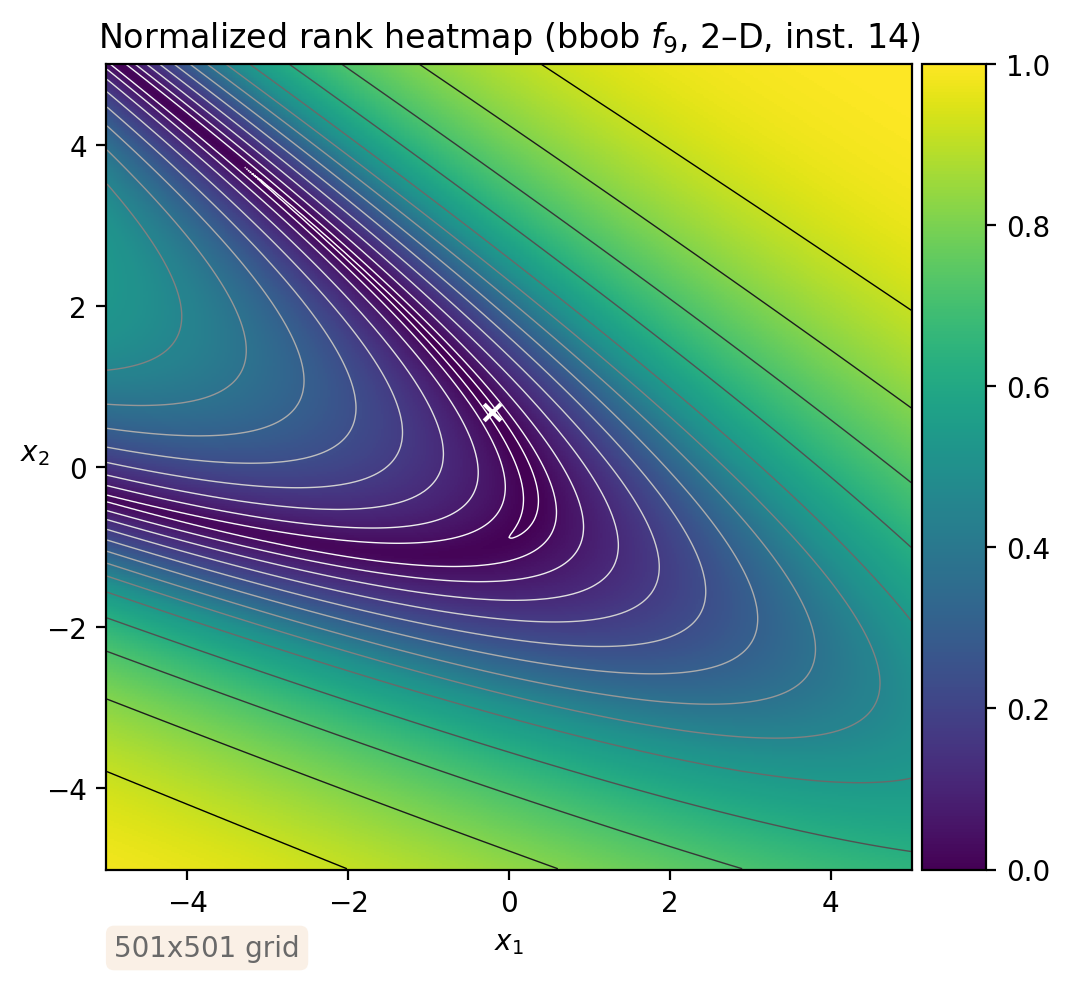 Normalized rank heatmap (bbob f₉, 2–D, inst. 14)
1.0
4
0.8
2
0.6
x₂
0
0.4
−2
0.2
−4
0.0
−4 −2 0 2 4
x₁
501x501 grid